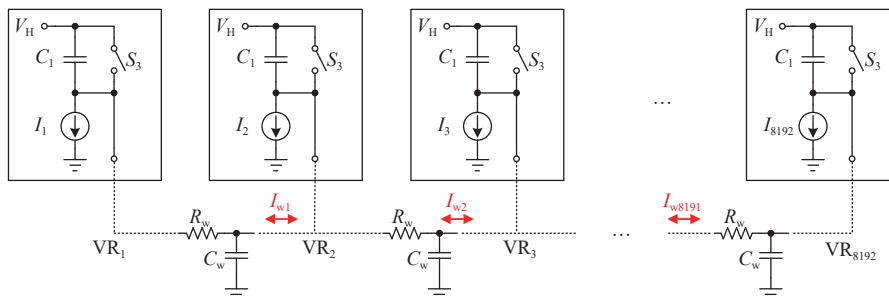 V_H V_H V_H V_H
C_1 S_3 C_1 S_3 C_1 S_3 C_1 S_3
...
I_1 I_2 I_3 I_8192
I_w1 I_w2 I_w8191
R_w R_w R_w
VR_1 VR_2 VR_3 ... VR_8192
C_w C_w C_w